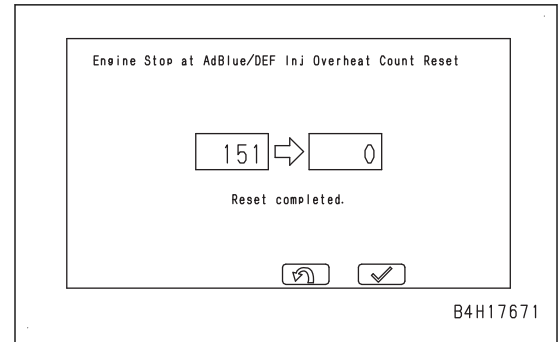 Engine Stop at AdBlue/DEF Inj Overheat Count Reset
151 0
Reset completed.
B4H17671